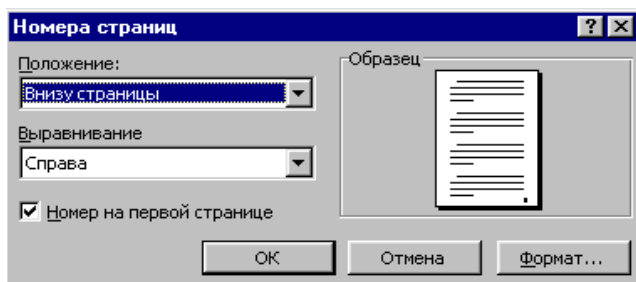 Номера страниц
Положение:
Внизу страницы
Выравнивание
Справа
Номер на первой странице
Образец
ОК
Отмена
Формат...